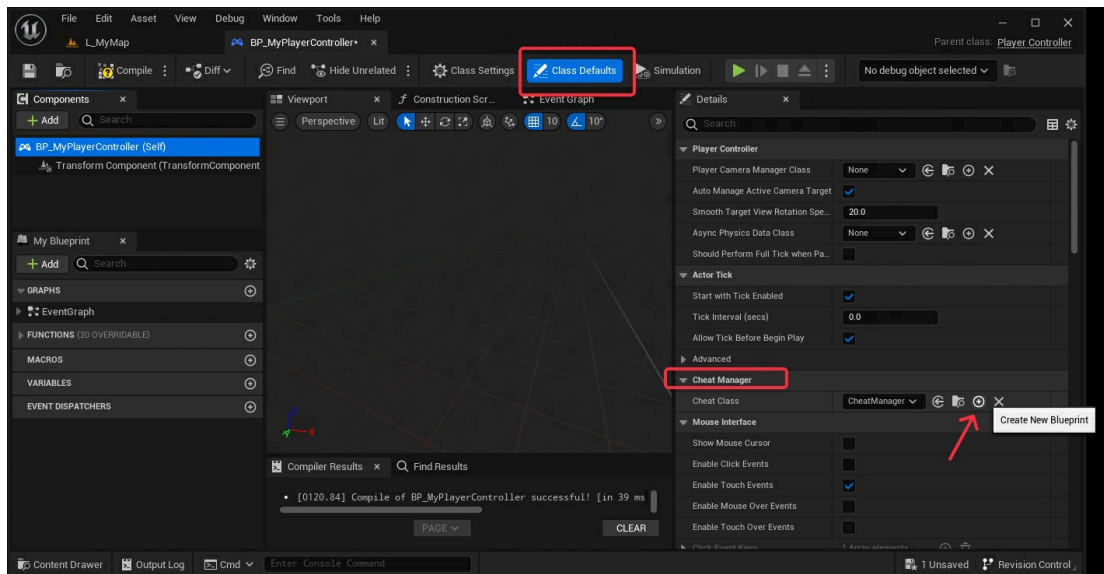 File Edit Asset View Debug Window Tools Help
L_MyMap
BP_MyPlayerController•
Parent class: Player Controller
Compile
Diff
Find
Hide Unrelated
Class Settings
Class Defaults
Simulation
No debug object selected
Components
Add
Search
BP_MyPlayerController (Self)
Transform Component (TransformComponent
My Blueprint
Add
Search
GRAPHS
EventGraph
FUNCTIONS (20 OVERRIDABLE)
MACROS
VARIABLES
EVENT DISPATCHERS
Viewport
Construction Scr...
Event Graph
Perspective
Lit
10
10°
X
Compiler Results
Find Results
• [0120.84] Compile of BP_MyPlayerController successful! [in 39 ms
PAGE
CLEAR
Details
Search
Player Controller
Player Camera Manager Class None
Auto Manage Active Camera Target
Smooth Target View Rotation Spe... 20.0
Async Physics Data Class None
Should Perform Full Tick when Pa...
Actor Tick
Start with Tick Enabled
Tick Interval (secs) 0.0
Allow Tick Before Begin Play
Advanced
Cheat Manager
Cheat Class CheatManager
Create New Blueprint
Mouse Interface
Show Mouse Cursor
Enable Click Events
Enable Touch Events
Enable Mouse Over Events
Enable Touch Over Events
Click Event Keys 1 Array elements
Content Drawer
Output Log
Cmd
Enter Console Command
1 Unsaved
Revision Control